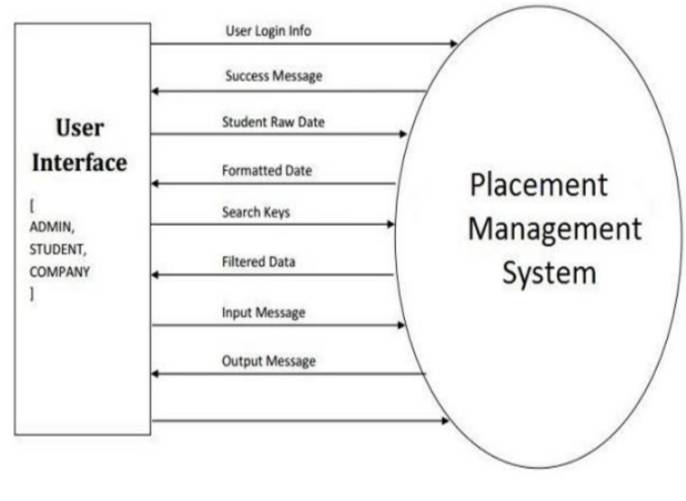 User Login Info
Success Message
Student Raw Date
Formatted Date
Search Keys
Filtered Data
Input Message
Output Message
User
Interface
[
ADMIN,
STUDENT,
COMPANY
]
Placement
Management
System